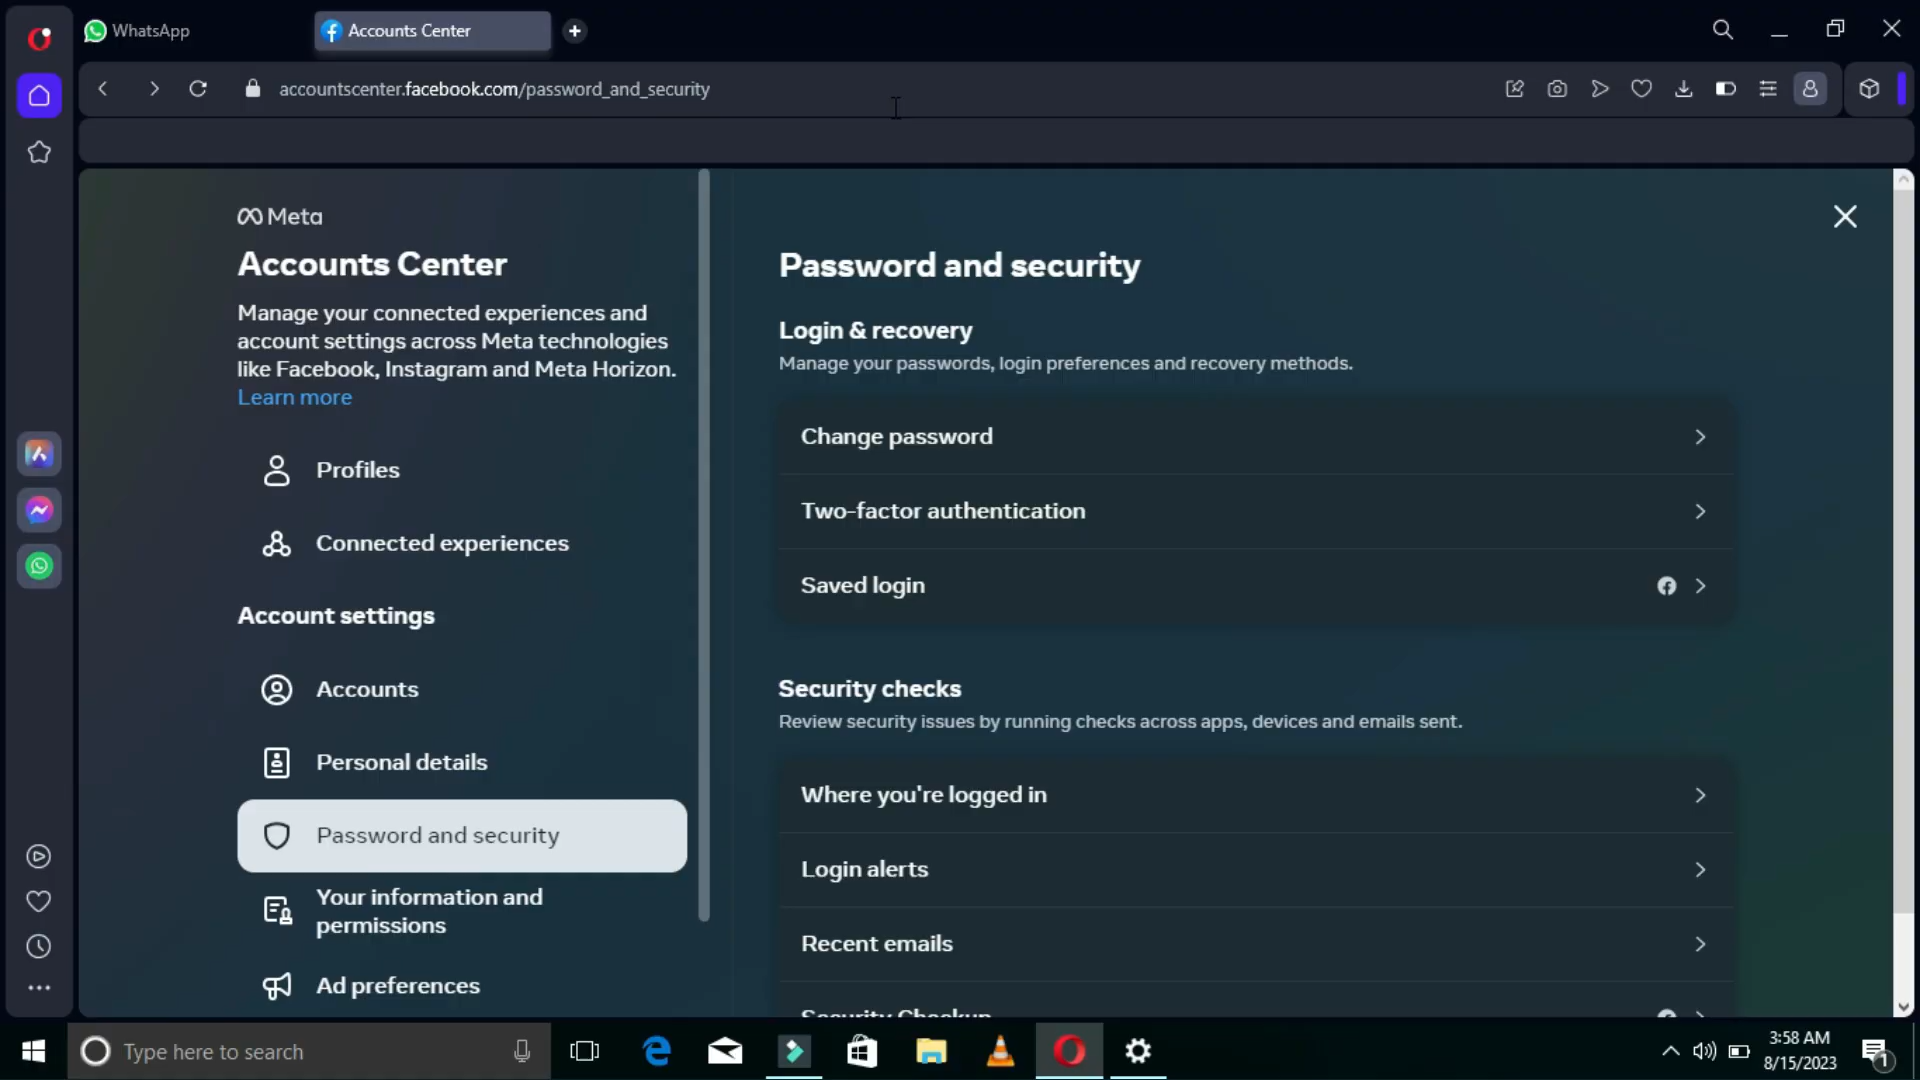 WhatsApp
Accounts Center
accountscenter.facebook.com/password_and_security
Meta
Accounts Center
Manage your connected experiences and
account settings across Meta technologies
like Facebook, Instagram and Meta Horizon.
Learn more
Profiles
Connected experiences
Account settings
Accounts
Personal details
Password and security
Your information and
permissions
Ad preferences
Password and security
Login & recovery
Manage your passwords, login preferences and recovery methods.
Change password
Two-factor authentication
Saved login
Security checks
Review security issues by running checks across apps, devices and emails sent.
Where you're logged in
Login alerts
Recent emails
Security Checkup
Type here to search
3:58 AM
8/15/2023
1